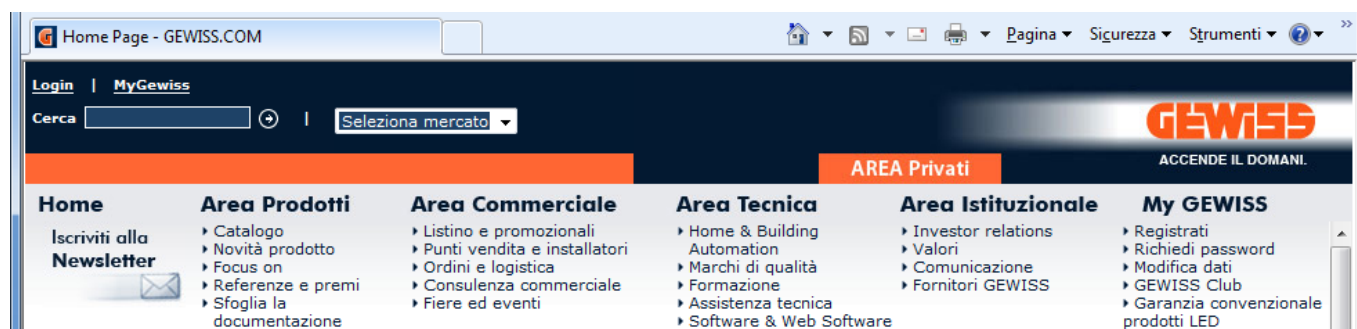 Home Page - GEWISS.COM
Pagina Sicurezza Strumenti »
Login | MyGewiss
Cerca | Seleziona mercato
GEWISS
AREA Privati
ACCENDE IL DOMANI.
Home Area Prodotti Area Commerciale Area Tecnica Area Istituzionale My GEWISS
Iscriviti alla
Newsletter
Catalogo
Novità prodotto
Focus on
Referenze e premi
Sfoglia la
documentazione
Listino e promozionali
Punti vendita e installatori
Ordini e logistica
Consulenza commerciale
Fiere ed eventi
Home & Building
Automation
Marchi di qualità
Formazione
Assistenza tecnica
Software & Web Software
Investor relations
Valori
Comunicazione
Fornitori GEWISS
Registrati
Richiedi password
Modifica dati
GEWISS Club
Garanzia convenzionale
prodotti LED